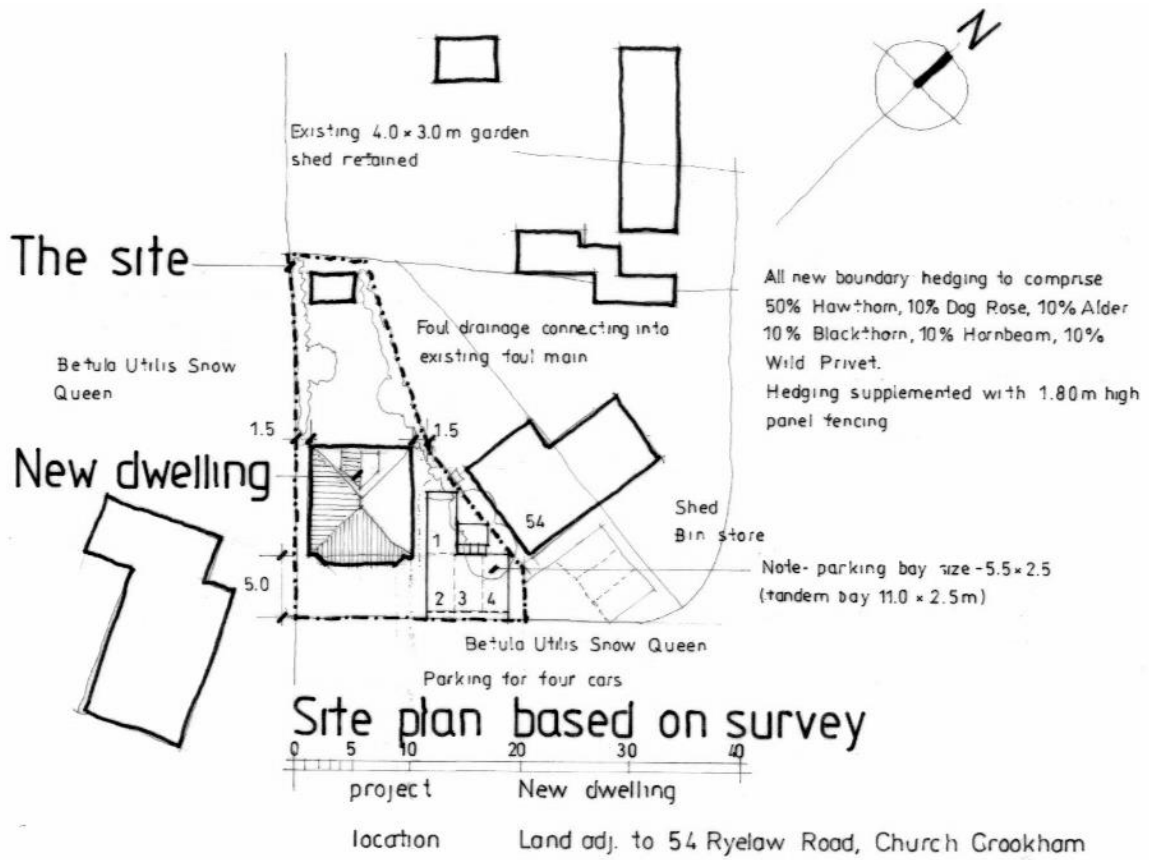 N
Existing 4.0 x 3.0 m garden
shed retained
The site
All new boundary hedging to comprise
50% Hawthorn, 10% Dog Rose, 10% Alder
10% Blackthorn, 10% Hornbeam, 10%
Wild Privet.
Hedging supplemented with 1.80m high
panel fencing
Foul drainage connecting into
existing foul main
Betula Utilis Snow
Queen
1.5
1.5
New dwelling
54
Shed
Bin store
1
5.0
2 3 4
Note- parking bay size -5.5 x 2.5
(tandem bay 11.0 x 2.5m)
Betula Utilis Snow Queen
Parking for four cars
Site plan based on survey
0 5 10 20 30 40
project New dwelling
location Land adj. to 54 Ryelaw Road, Church Crookham